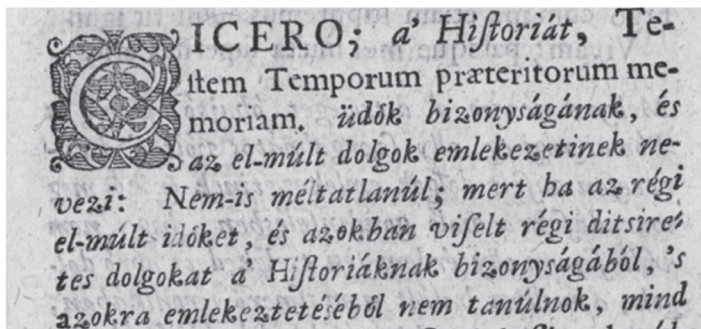 CICERO; a' Hiſtoriát, Te-
ſtem Temporum præteritorum me-
moriam. üdők bizonyságának, és
az el-múlt dolgok emlekezetinek ne-
vezi: Nem-is méltatlanúl; mert ha az régi
el-múlt időket, és azokban viſelt régi ditsire-
tes dolgokat a' Hiſtoriáknak bizonyságából, 's
azokra emlekeztetéséből nem tanúlnok, mind